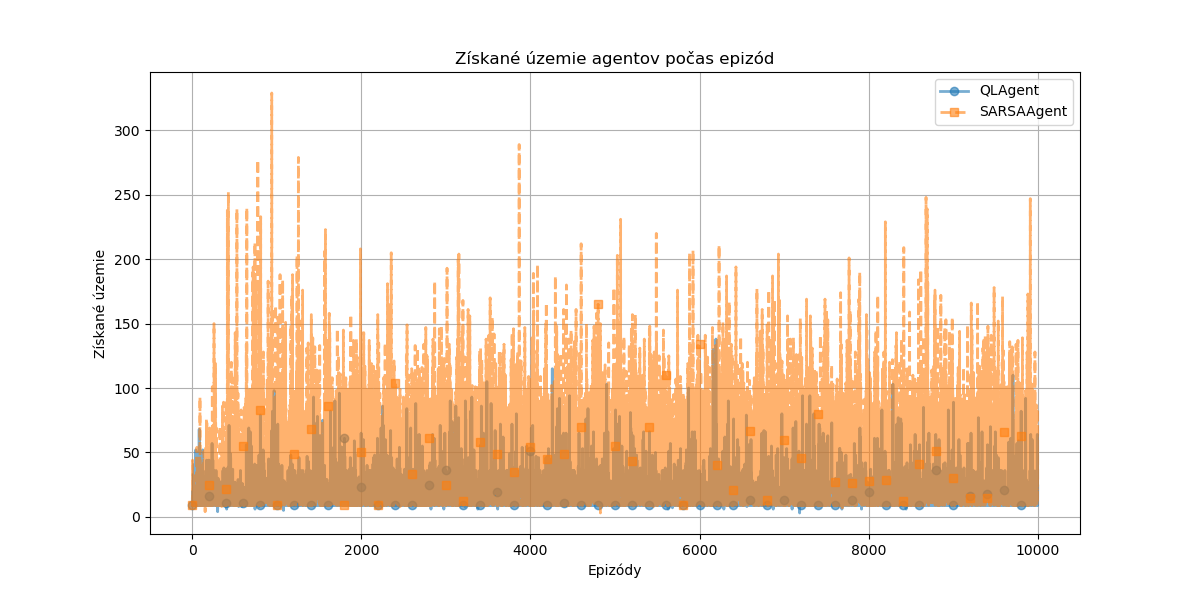 Získané územie agentov počas epizód
QLAgent
SARSAAgent
Získané územie
300
250
200
150
100
50
0
0 2000 4000 6000 8000 10000
Epizódy